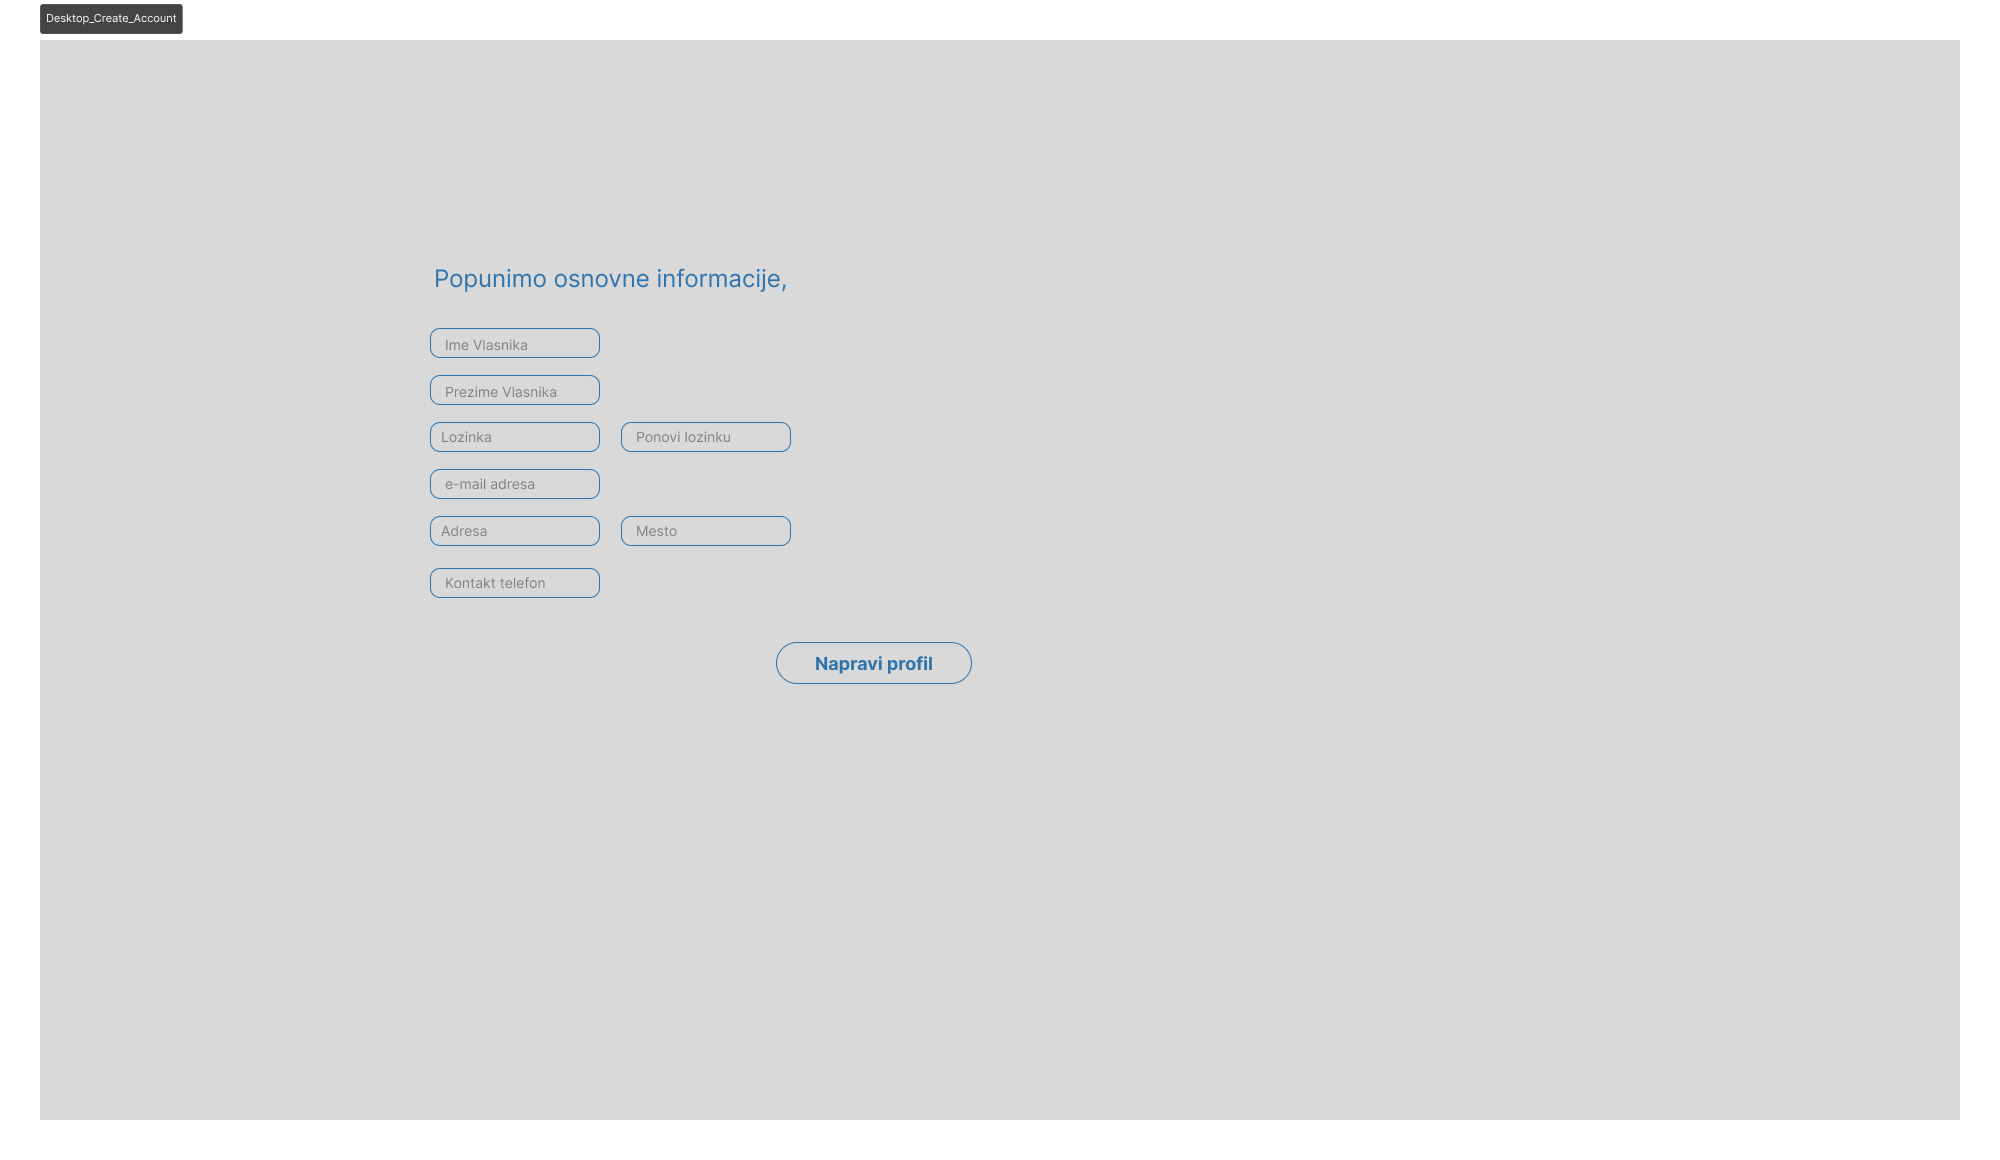 Desktop_Create_Account
Popunimo osnovne informacije,
Ime Vlasnika
Prezime Vlasnika
Lozinka
Ponovi lozinku
e-mail adresa
Adresa
Mesto
Kontakt telefon
Napravi profil